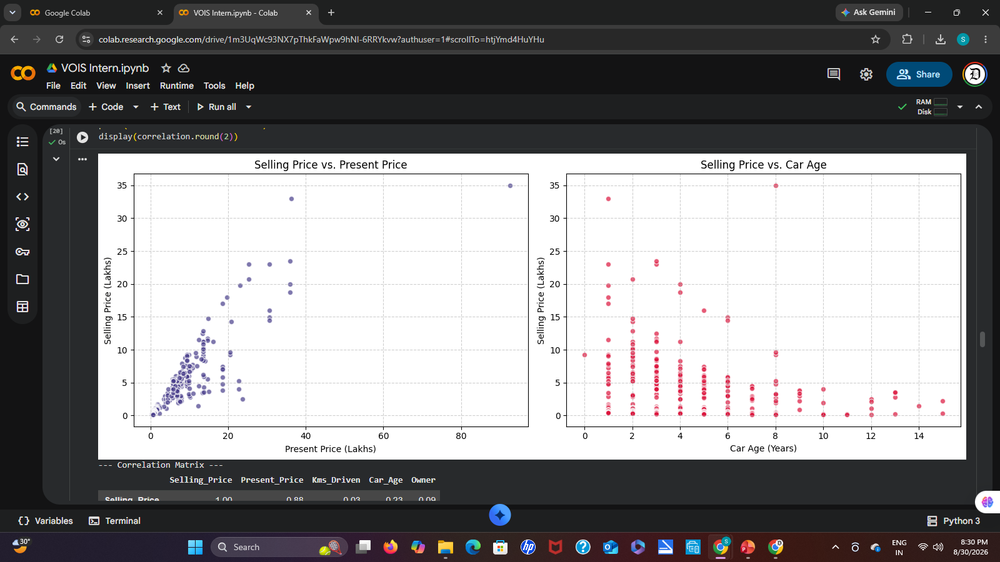 Google Colab
VOIS Intern.ipynb - Colab
Ask Gemini
colab.research.google.com/drive/1m3UqWc93NX7pThkFaWpw9hNI-6RRYkvw?authuser=1#scrollTo=htjYmd4HuYHu
S
VOIS Intern.ipynb
File Edit View Insert Runtime Tools Help
Share
Commands + Code + Text Run all
RAM
Disk
[20]
0s
display(correlation.round(2))
Selling Price vs. Present Price
Selling Price (Lakhs)
35
30
25
20
15
10
5
0
0 20 40 60 80
Present Price (Lakhs)
Selling Price vs. Car Age
Selling Price (Lakhs)
35
30
25
20
15
10
5
0
0 2 4 6 8 10 12 14
Car Age (Years)
--- Correlation Matrix ---
Selling_Price Present_Price Kms_Driven Car_Age Owner
Selling_Price 1.00 0.88 0.03 0.23 0.09
Variables Terminal
Python 3
30°
Search
hp
S
ENG
IN
8:30 PM
8/30/2026